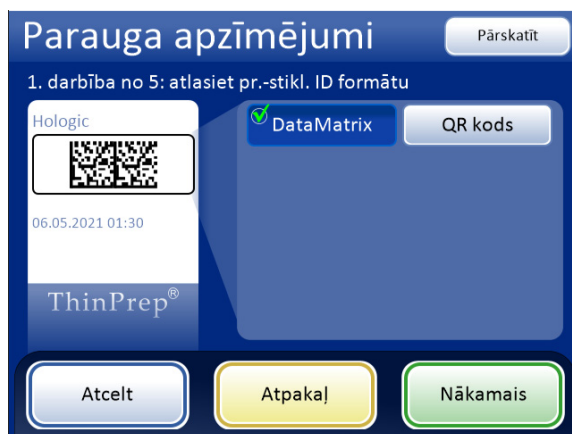 Parauga apzīmējumi
Pārskatīt
1. darbība no 5: atlasiet pr.-stikl. ID formātu
Hologic
DataMatrix
QR kods
06.05.2021 01:30
ThinPrep®
Atcelt
Atpakaļ
Nākamais